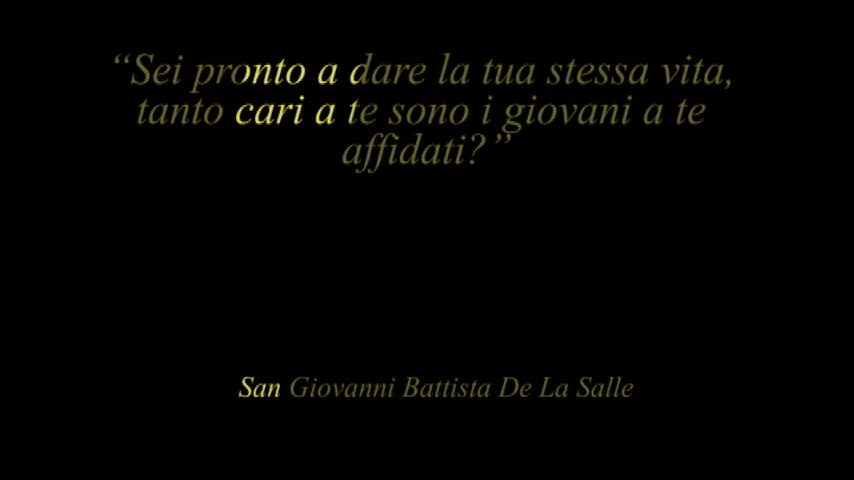 “Sei pronto a dare la tua stessa vita,
tanto cari a te sono i giovani a te
affidati?”
San Giovanni Battista De La Salle